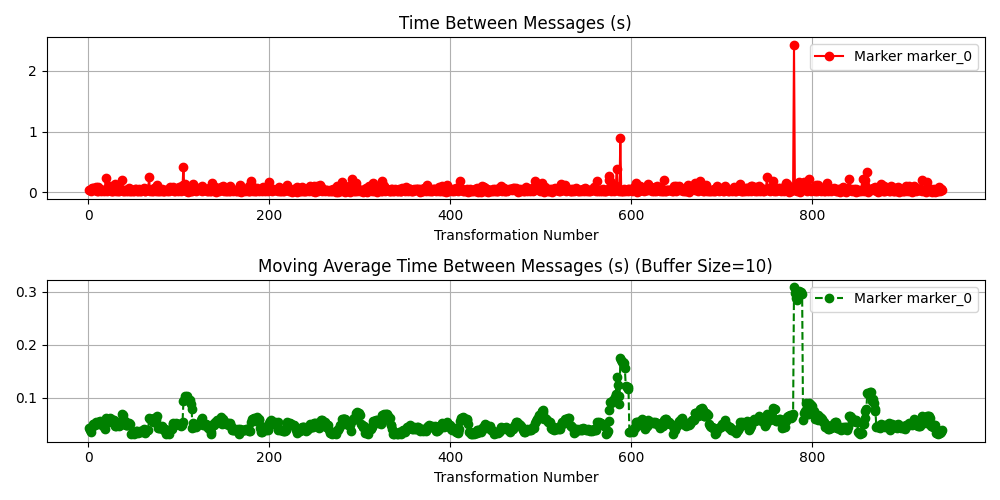 Time Between Messages (s)
Marker marker_0
2
1
0
0
200
400
600
800
Transformation Number
Moving Average Time Between Messages (s) (Buffer Size=10)
Marker marker_0
0.3
0.2
0.1
0
200
400
600
800
Transformation Number